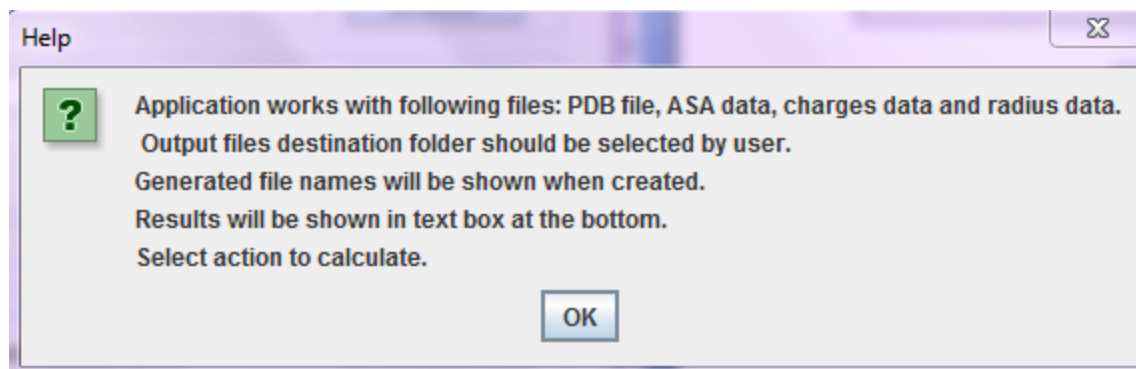 Help
Application works with following files: PDB file, ASA data, charges data and radius data.
Output files destination folder should be selected by user.
Generated file names will be shown when created.
Results will be shown in text box at the bottom.
Select action to calculate.
OK